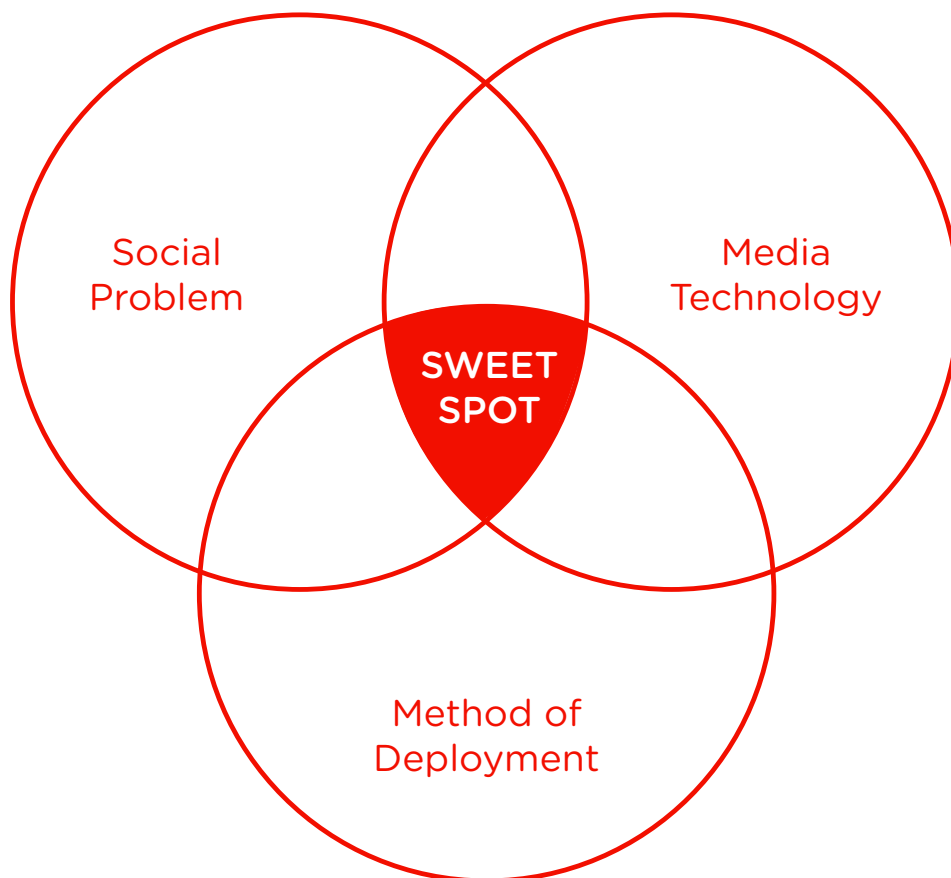 Social
Problem
Media
Technology
SWEET
SPOT
Method of
Deployment